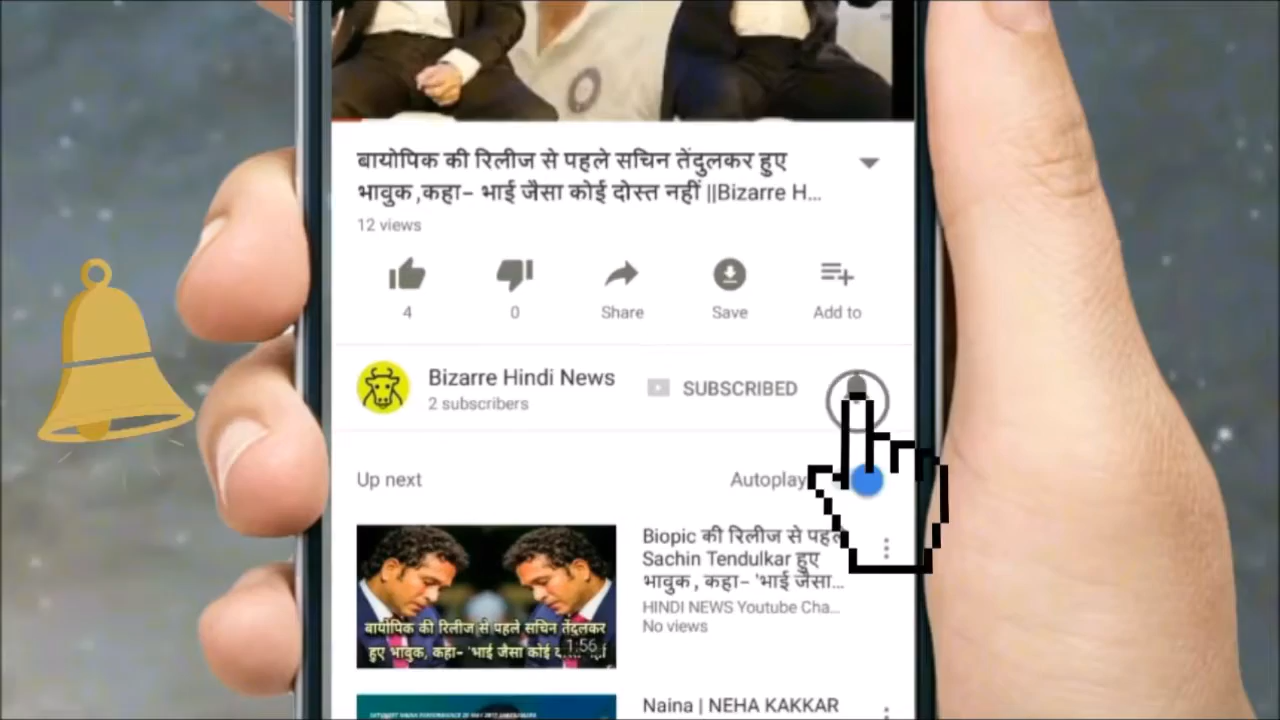 बायोपिक की रिलीज से पहले सचिन तेंदुलकर हुए
भावुक,कहा- भाई जैसा कोई दोस्त नहीं ||Bizarre H...
12 views
4
0
Share
Save
Add to
Bizarre Hindi News
2 subscribers
SUBSCRIBED
Up next
Autoplay
Biopic की रिलीज से पहले
Sachin Tendulkar हुए
भावुक, कहा- 'भाई जैसा...
HINDI NEWS Youtube Cha...
No views
बायोपिक की रिलीज से पहले सचिन तेंदुलकर
हुए भावुक, कहा- 'भाई जैसा कोई
1:56
Naina | NEHA KAKKAR